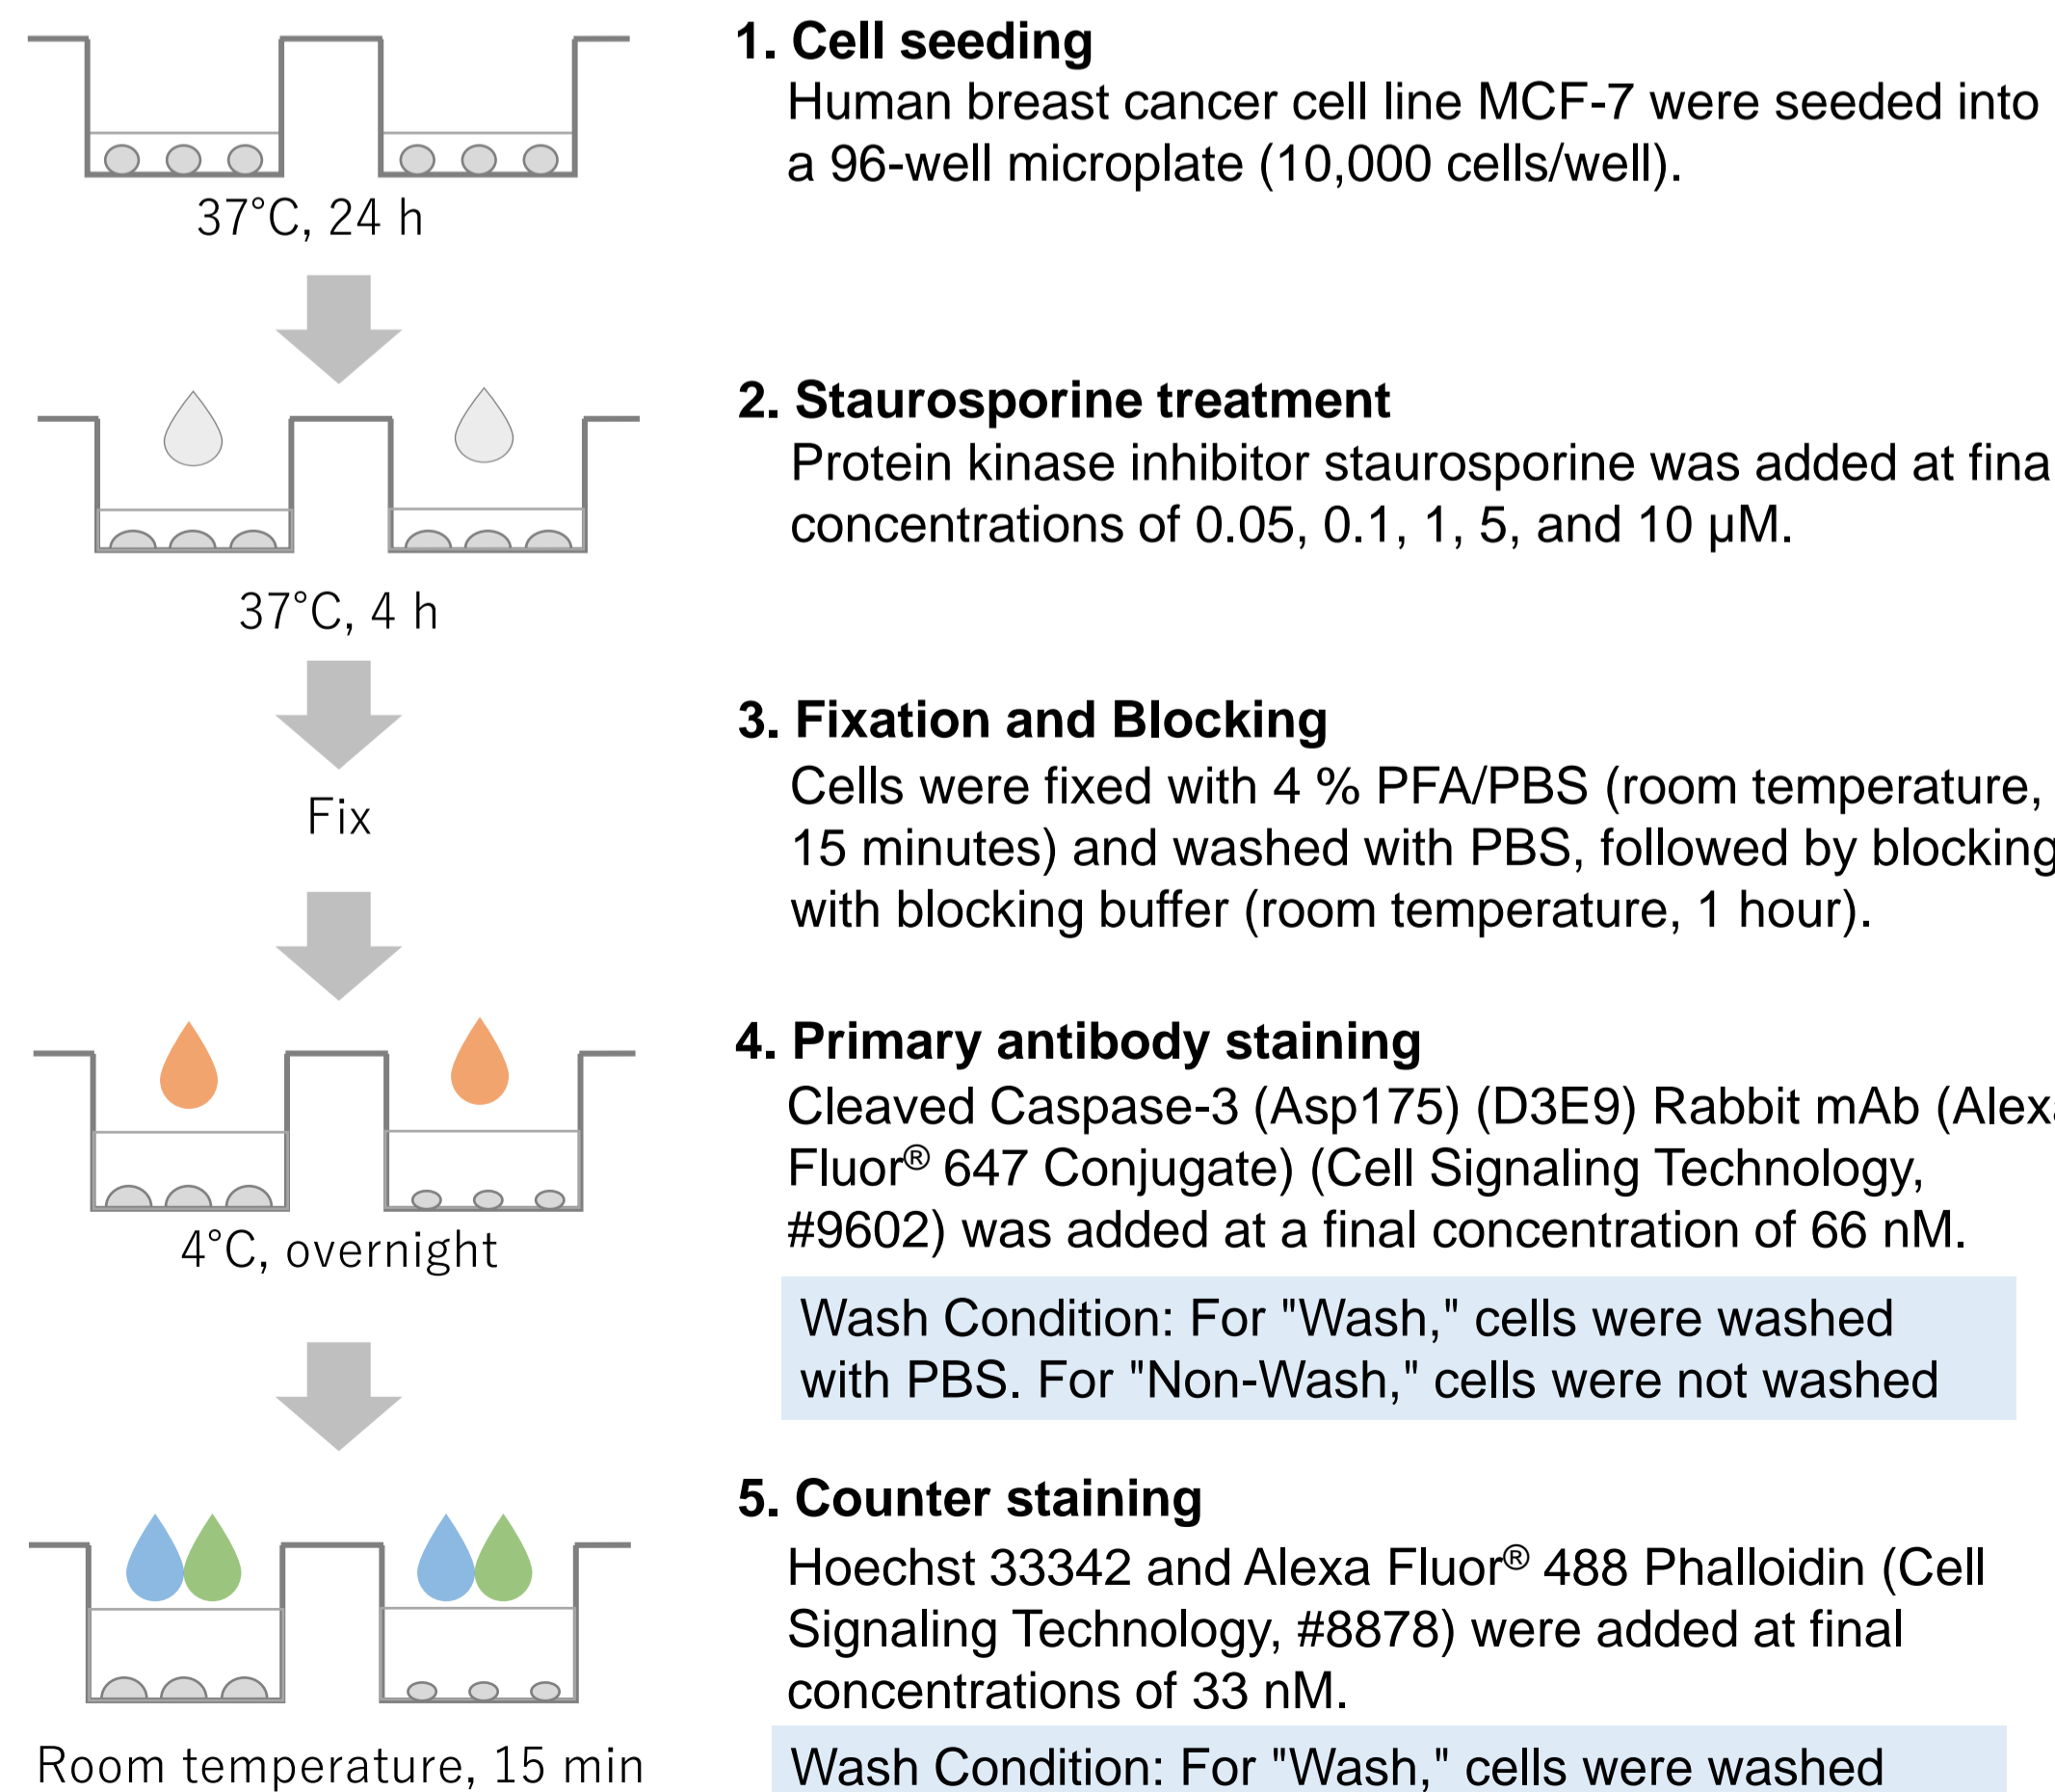 1. Cell seeding
Human breast cancer cell line MCF-7 were seeded into
a 96-well microplate (10,000 cells/well).
37°C, 24 h
2. Staurosporine treatment
Protein kinase inhibitor staurosporine was added at fina
concentrations of 0.05, 0.1, 1, 5, and 10 µM.
37°C, 4 h
3. Fixation and Blocking
Cells were fixed with 4 % PFA/PBS (room temperature,
15 minutes) and washed with PBS, followed by blocking
with blocking buffer (room temperature, 1 hour).
Fix
4. Primary antibody staining
Cleaved Caspase-3 (Asp175) (D3E9) Rabbit mAb (Alexa
Fluor® 647 Conjugate) (Cell Signaling Technology,
#9602) was added at a final concentration of 66 nM.
4°C, overnight
Wash Condition: For "Wash," cells were washed
with PBS. For "Non-Wash," cells were not washed
5. Counter staining
Hoechst 33342 and Alexa Fluor® 488 Phalloidin (Cell
Signaling Technology, #8878) were added at final
concentrations of 33 nM.
Room temperature, 15 min
Wash Condition: For "Wash," cells were washed